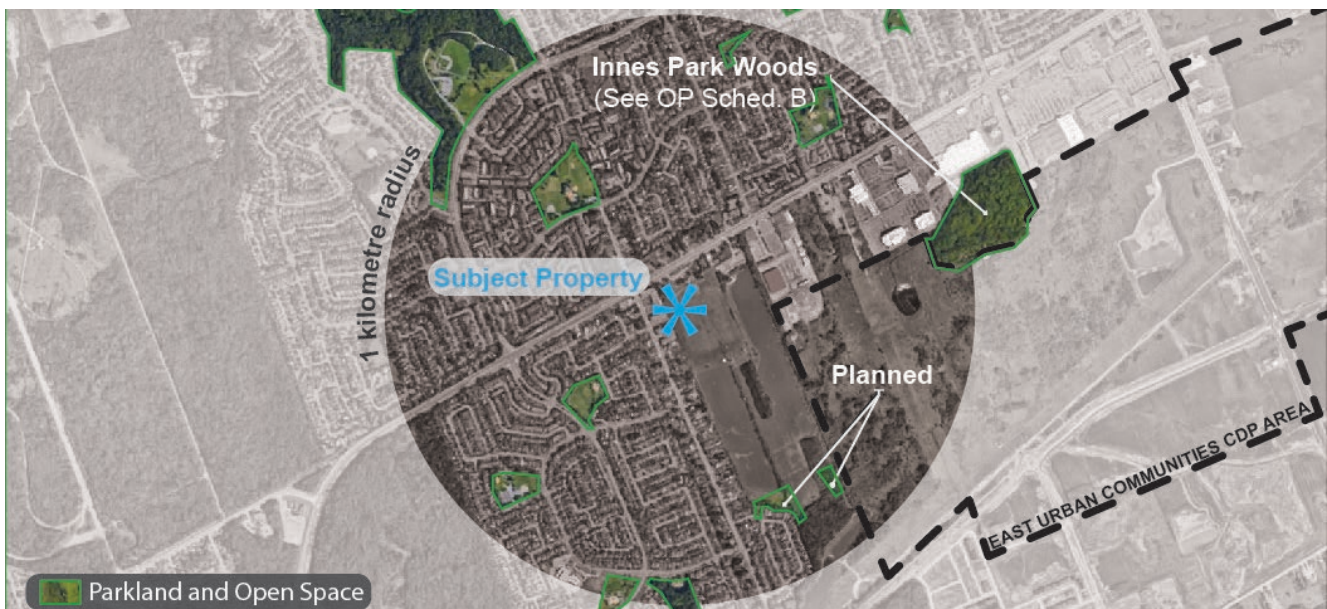 Innes Park Woods
(See OP Sched. B)
1 kilometre radius
Subject Property
Planned
EAST URBAN COMMUNITIES CDP AREA
Parkland and Open Space